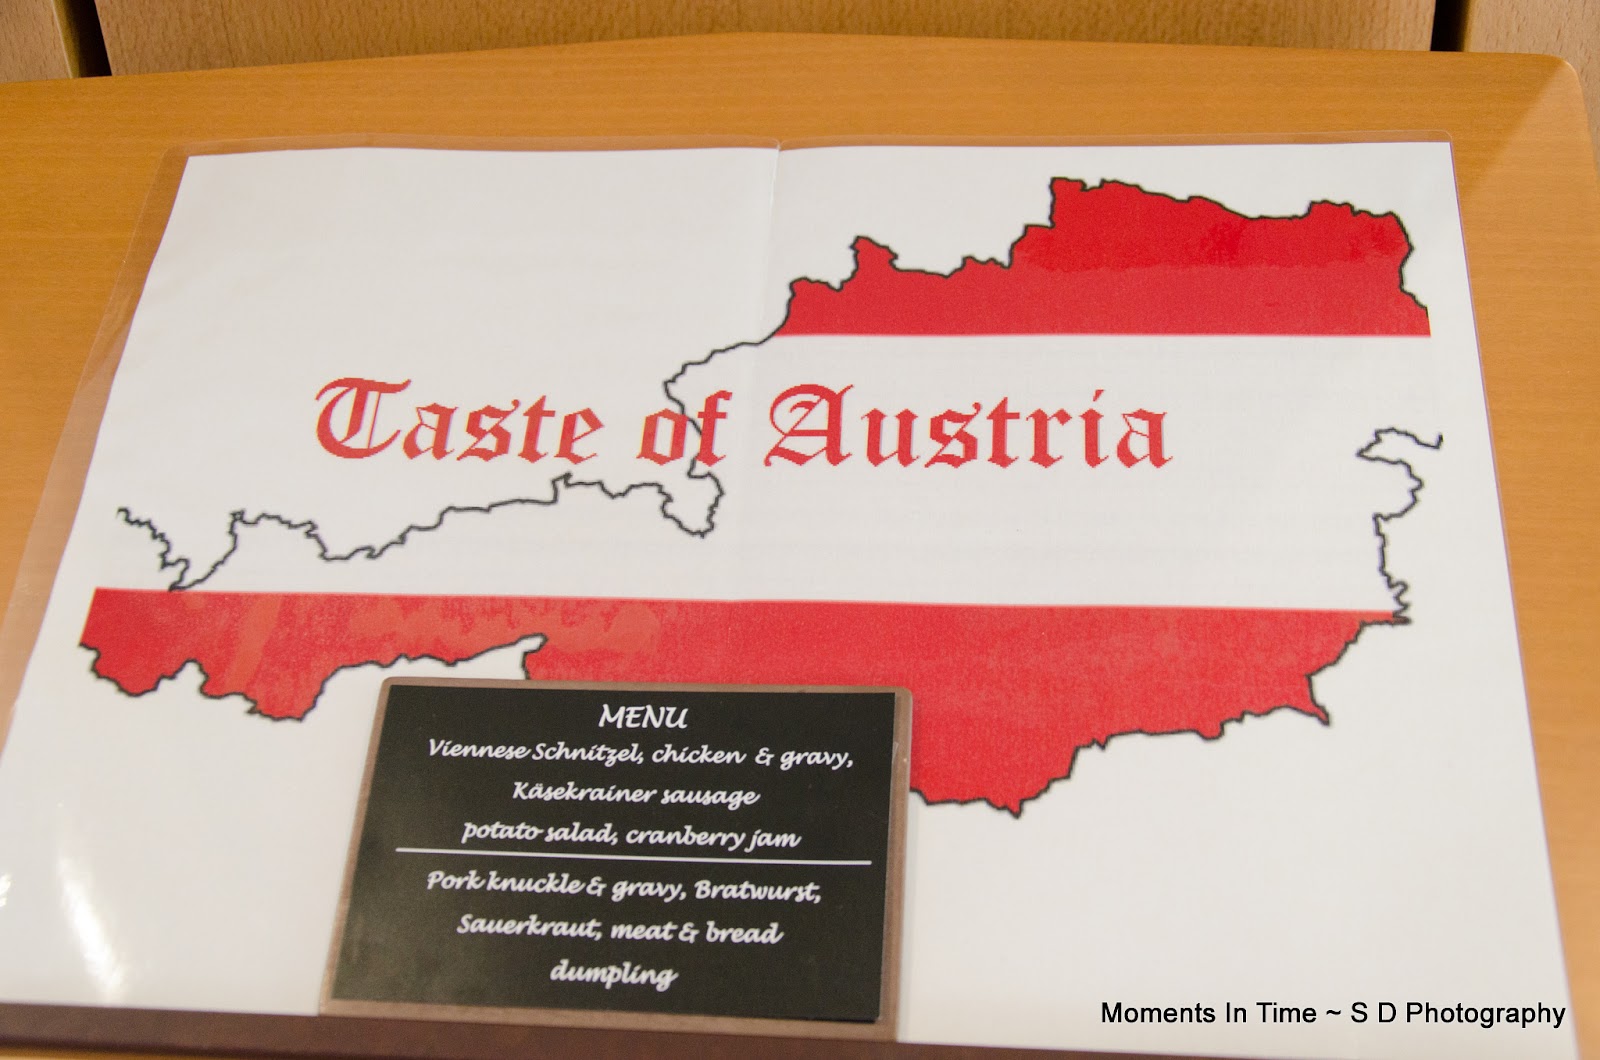 Taste of Austria
MENU
Viennese Schnitzel, chicken & gravy,
Käsekrainer sausage
potato salad, cranberry jam
Pork knuckle & gravy, Bratwurst,
Sauerkraut, meat & bread
dumpling
Moments In Time ~ S D Photography